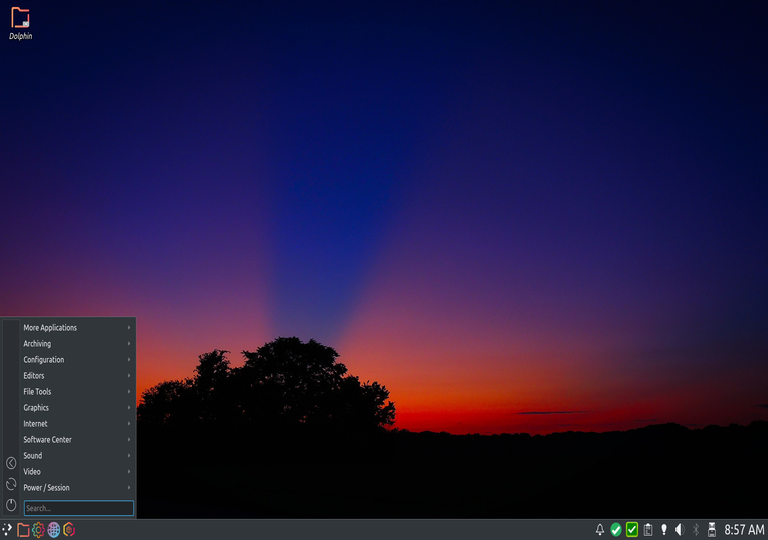 Dolphin
More Applications
Archiving
Configuration
Editors
File Tools
Graphics
Internet
Software Center
Sound
Video
Power / Session
Search...
8:57 AM